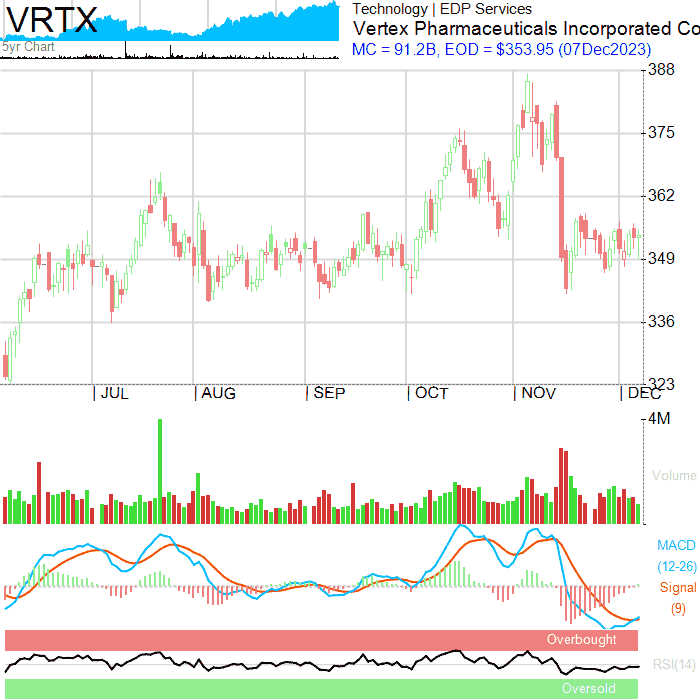 VRTX
5yr Chart
Technology | EDP Services
Vertex Pharmaceuticals Incorporated Co
MC = 91.2B, EOD = $353.95 (07Dec2023)
388
375
362
349
336
323
JUL AUG SEP OCT NOV DEC
4M
Volume
MACD
(12-26)
Signal
(9)
Overbought
RSI(14)
Oversold